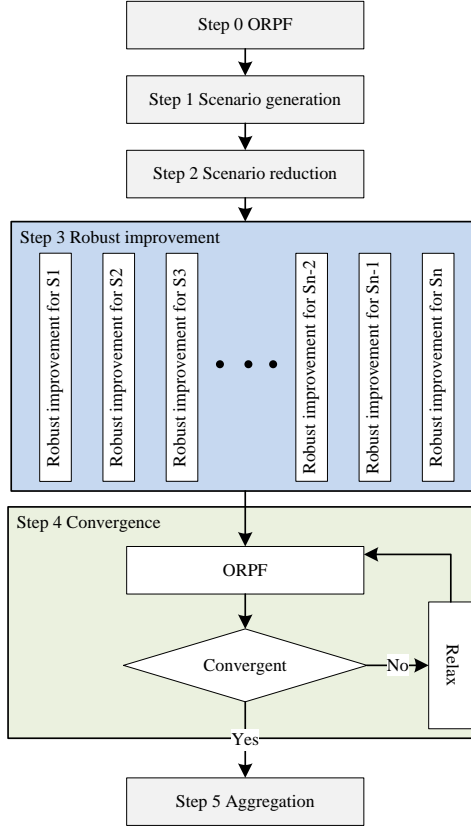 Step 0 ORPF
Step 1 Scenario generation
Step 2 Scenario reduction
Step 3 Robust improvement
Robust improvement for S1
Robust improvement for S2
Robust improvement for S3
Robust improvement for Sn-2
Robust improvement for Sn-1
Robust improvement for Sn
Step 4 Convergence
ORPF
Convergent
No
Relax
Yes
Step 5 Aggregation